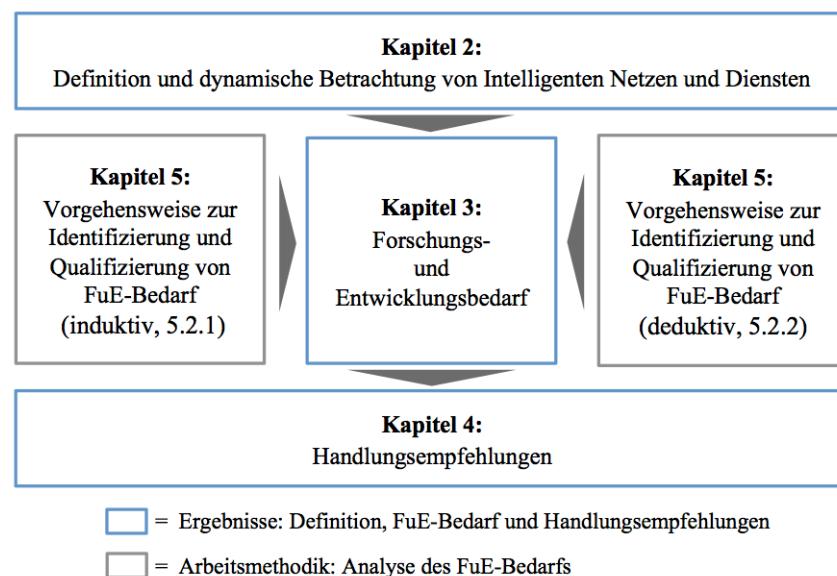 Kapitel 2:
Definition und dynamische Betrachtung von Intelligenten Netzen und Diensten
Kapitel 5:
Vorgehensweise zur
Identifizierung und
Qualifizierung von
FuE-Bedarf
(induktiv, 5.2.1)
Kapitel 3:
Forschungs-
und
Entwicklungsbedarf
Kapitel 5:
Vorgehensweise zur
Identifizierung und
Qualifizierung von
FuE-Bedarf
(deduktiv, 5.2.2)
Kapitel 4:
Handlungsempfehlungen
= Ergebnisse: Definition, FuE-Bedarf und Handlungsempfehlungen
= Arbeitsmethodik: Analyse des FuE-Bedarfs